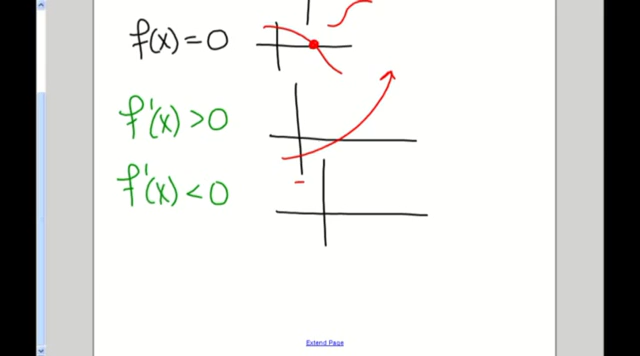 f(x) = 0
f'(x) > 0
f'(x) < 0
Extend Page